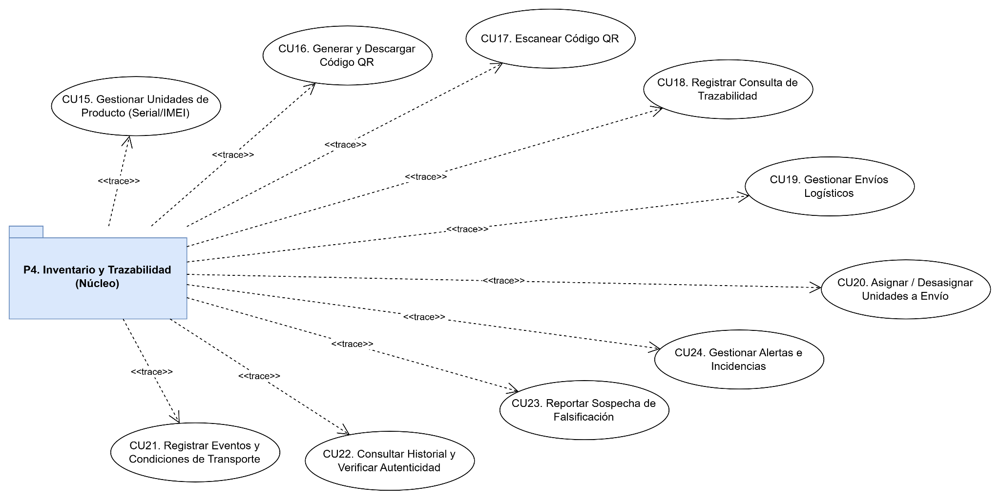 CU17. Escanear Código QR
CU16. Generar y Descargar
Código QR
CU18. Registrar Consulta de
Trazabilidad
CU15. Gestionar Unidades de
Producto (Serial/IMEI)
<<trace>>
<<trace>>
<<trace>>
<<trace>>
CU19. Gestionar Envíos
Logísticos
<<trace>>
P4. Inventario y Trazabilidad
(Núcleo)
<<trace>>
CU20. Asignar / Desasignar
Unidades a Envío
<<trace>>
<<trace>>
CU24. Gestionar Alertas e
Incidencias
<<trace>>
<<trace>>
CU23. Reportar Sospecha de
Falsificación
CU21. Registrar Eventos y
Condiciones de Transporte
CU22. Consultar Historial y
Verificar Autenticidad